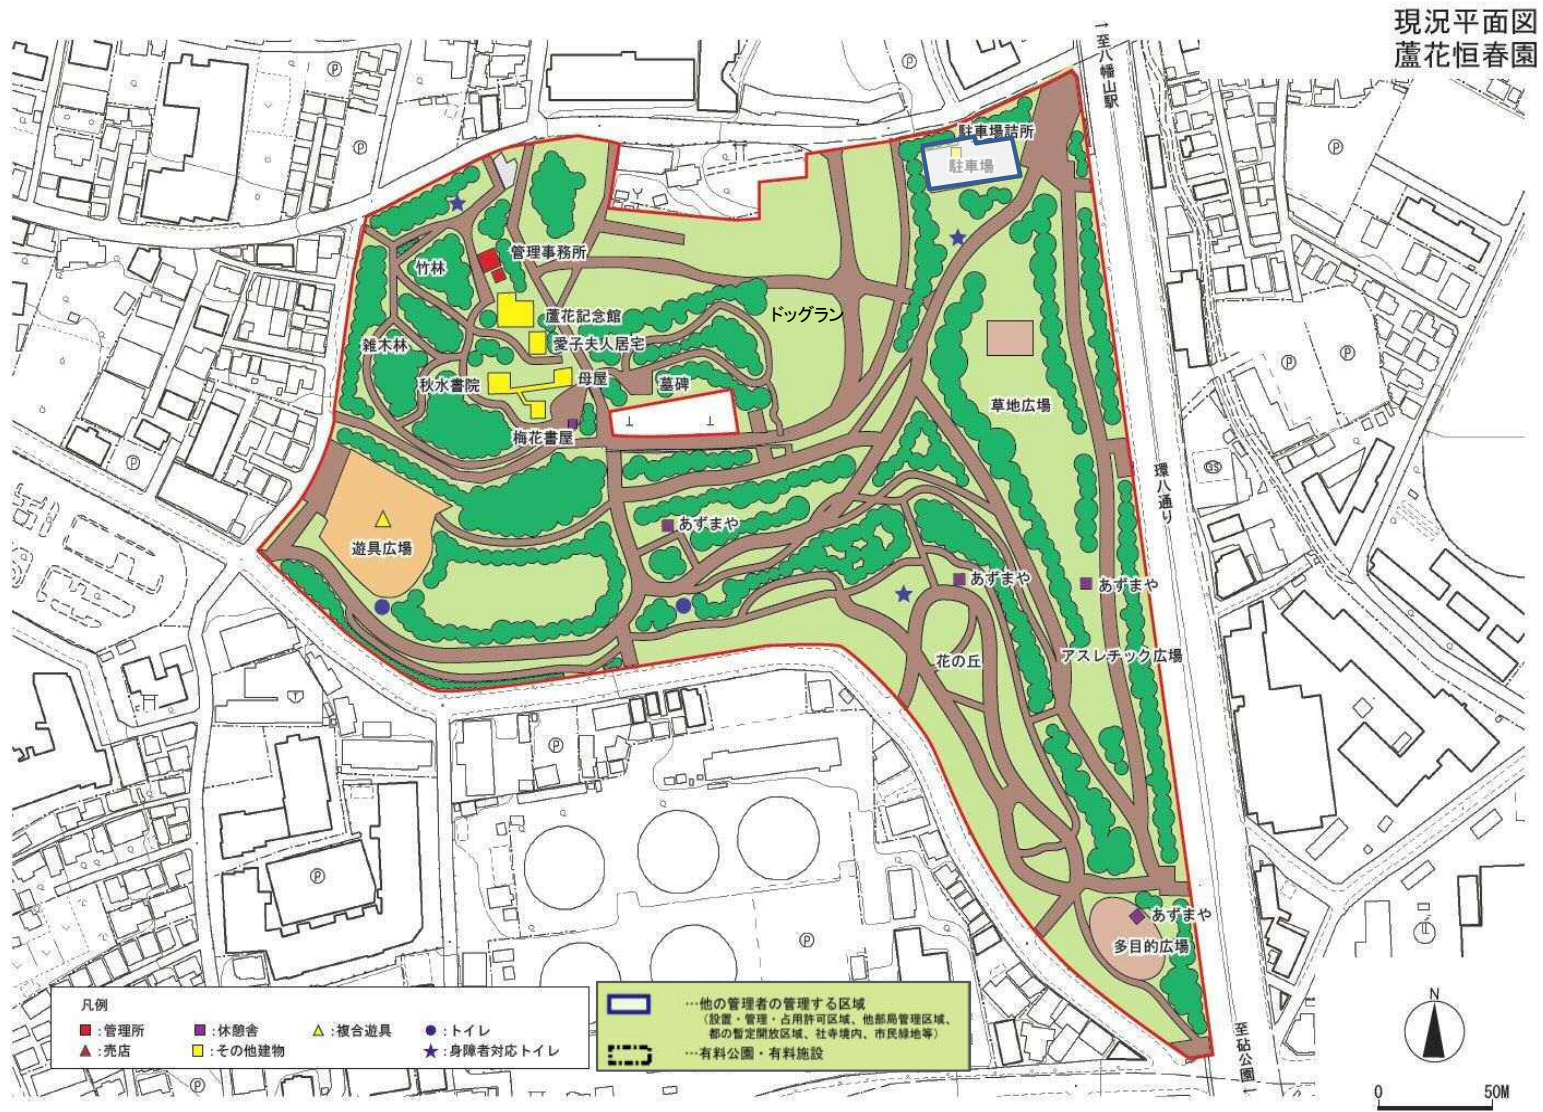 現況平面図
蘆花恒春園
→至八幡山駅
駐車場詰所
駐車場
管理事務所
竹林
蘆花記念館
ドッグラン
愛子夫人居宅
雑木林
秋水書院
母屋
墓碑
草地広場
梅花書屋
環八通り
あずまや
遊具広場
あずまや
あずまや
花の丘
アスレチック広場
あずまや
多目的広場
凡例
:管理所
:休憩舎
:複合遊具
:トイレ
:売店
:その他建物
:身障者対応トイレ
…他の管理者の管理する区域
(設置・管理・占用許可区域、他部局管理区域、
都の暫定開放区域、社寺境内、市民緑地等)
…有料公園・有料施設
至砧公園→
N
0 50M
P
P
P
P
P
P
P
P
P
P
P
GS